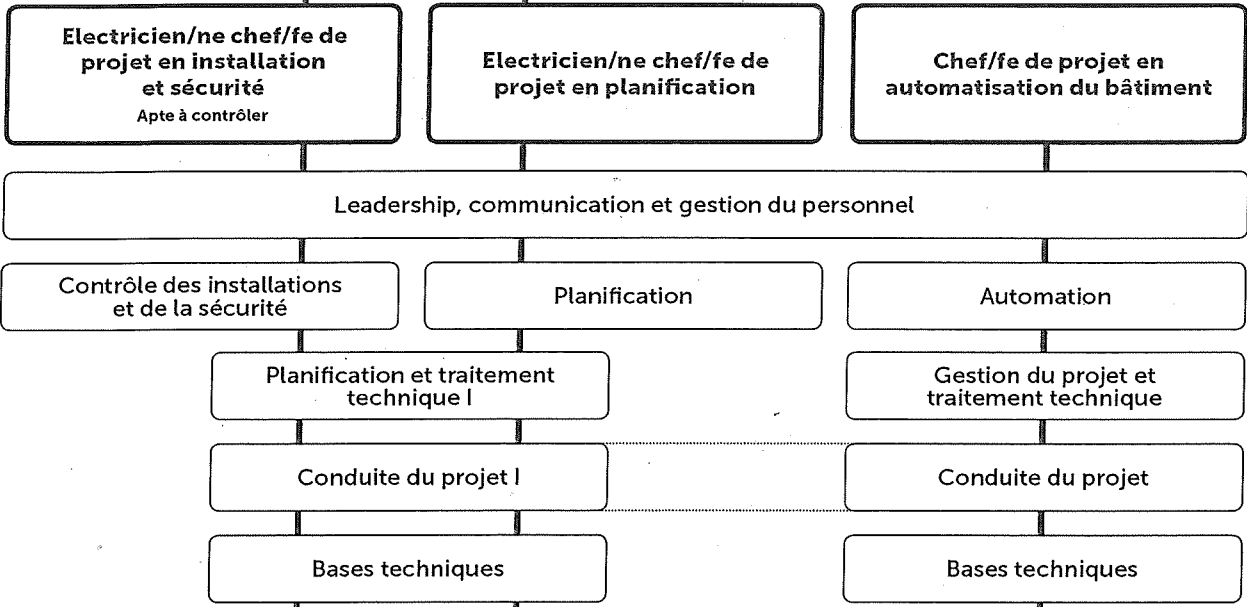 Electricien/ne chef/fe de
projet en installation
et sécurité
Apte à contrôler
Electricien/ne chef/fe de
projet en planification
Chef/fe de projet en
automatisation du bâtiment
Leadership, communication et gestion du personnel
Contrôle des installations
et de la sécurité
Planification
Automation
Planification et traitement
technique I
Gestion du projet et
traitement technique
Conduite du projet I
Conduite du projet
Bases techniques
Bases techniques